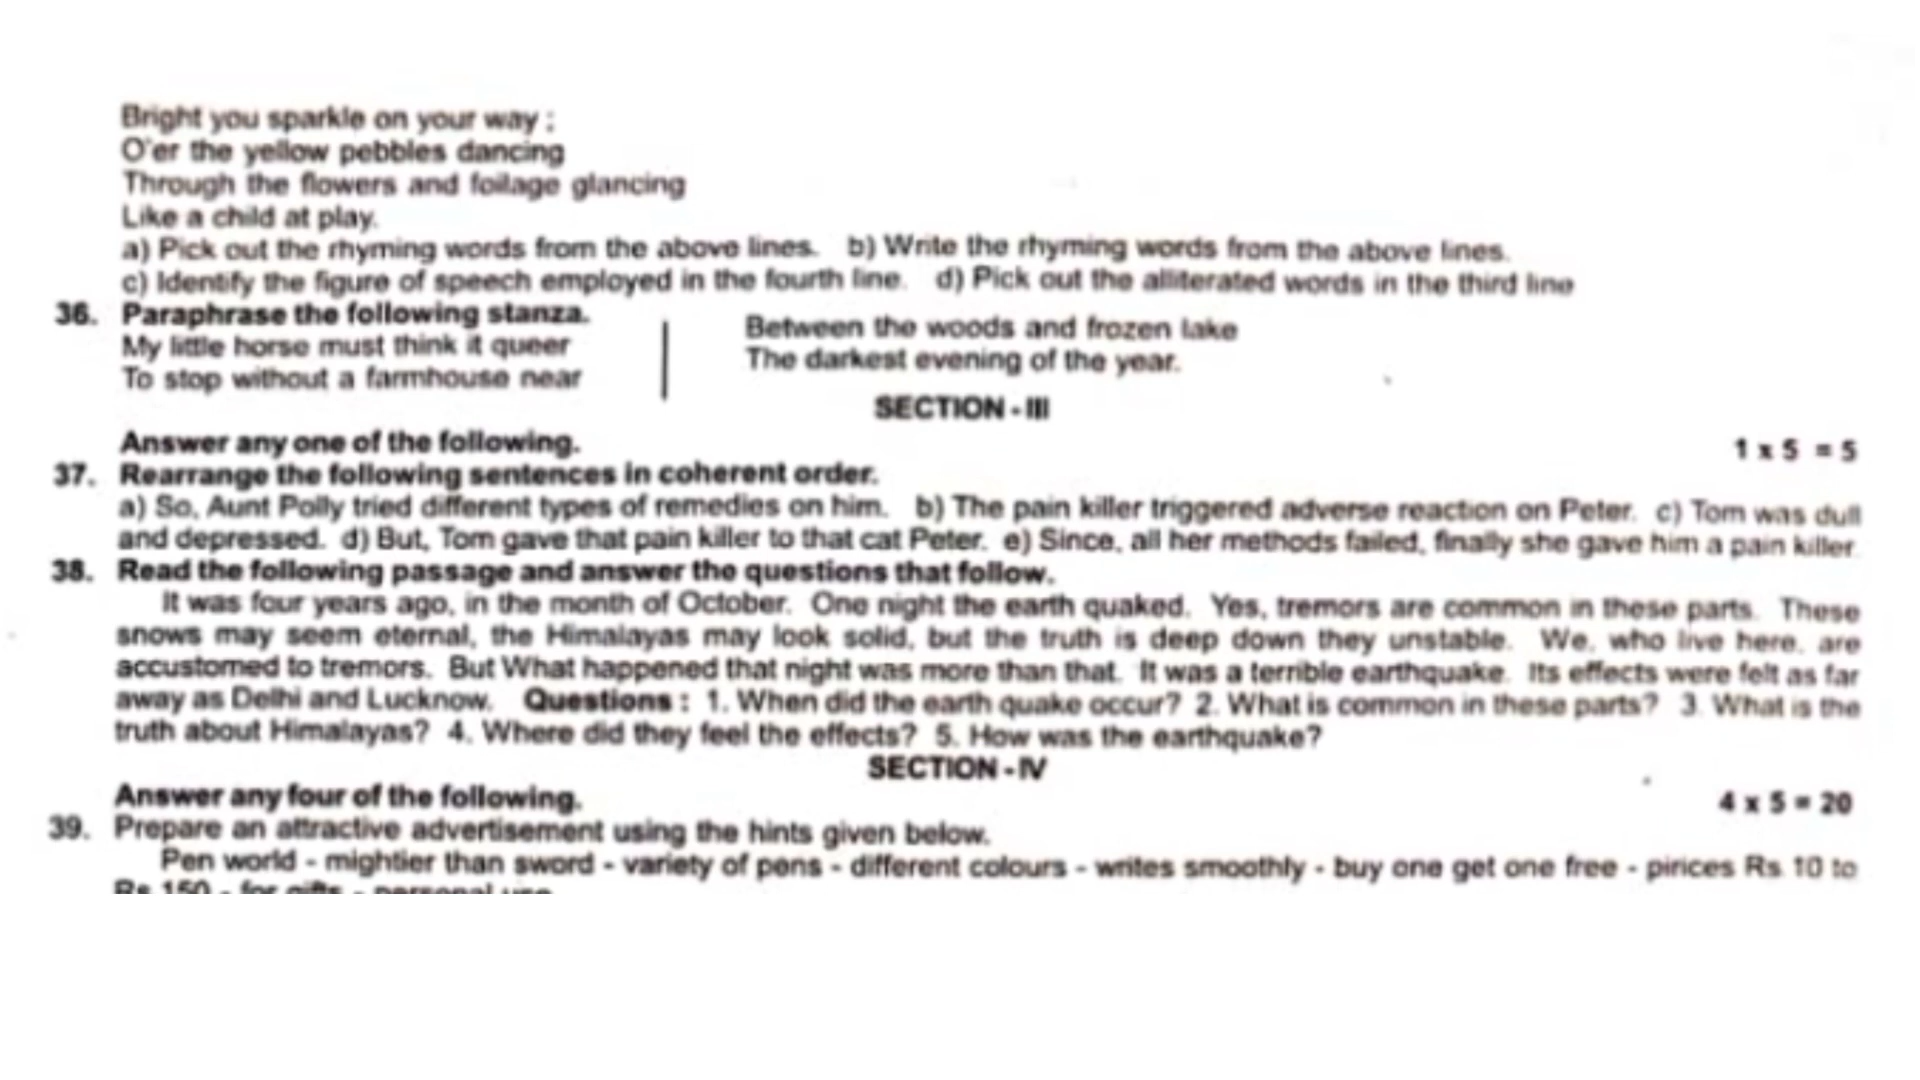 Bright you sparkle on your way ;
O'er the yellow pebbles dancing
Through the flowers and foilage glancing
Like a child at play.
a) Pick out the rhyming words from the above lines. b) Write the rhyming words from the above lines.
c) Identify the figure of speech employed in the fourth line. d) Pick out the alliterated words in the third line
36. Paraphrase the following stanza.
My little horse must think it queer
To stop without a farmhouse near
Between the woods and frozen lake
The darkest evening of the year.
SECTION - III
Answer any one of the following. 1 x 5 = 5
37. Rearrange the following sentences in coherent order.
a) So, Aunt Polly tried different types of remedies on him. b) The pain killer triggered adverse reaction on Peter. c) Tom was dull
and depressed. d) But, Tom gave that pain killer to that cat Peter. e) Since, all her methods failed, finally she gave him a pain killer
38. Read the following passage and answer the questions that follow.
It was four years ago, in the month of October. One night the earth quaked. Yes, tremors are common in these parts. These
snows may seem eternal, the Himalayas may look solid, but the truth is deep down they unstable. We, who live here, are
accustomed to tremors. But What happened that night was more than that. It was a terrible earthquake. Its effects were felt as far
away as Delhi and Lucknow. Questions : 1. When did the earth quake occur? 2. What is common in these parts? 3. What is the
truth about Himalayas? 4. Where did they feel the effects? 5. How was the earthquake?
SECTION - IV
Answer any four of the following. 4 x 5 = 20
39. Prepare an attractive advertisement using the hints given below.
Pen world - mightier than sword - variety of pens - different colours - writes smoothly - buy one get one free - pirices Rs 10 to
Rs 150 - for gifts - personal use